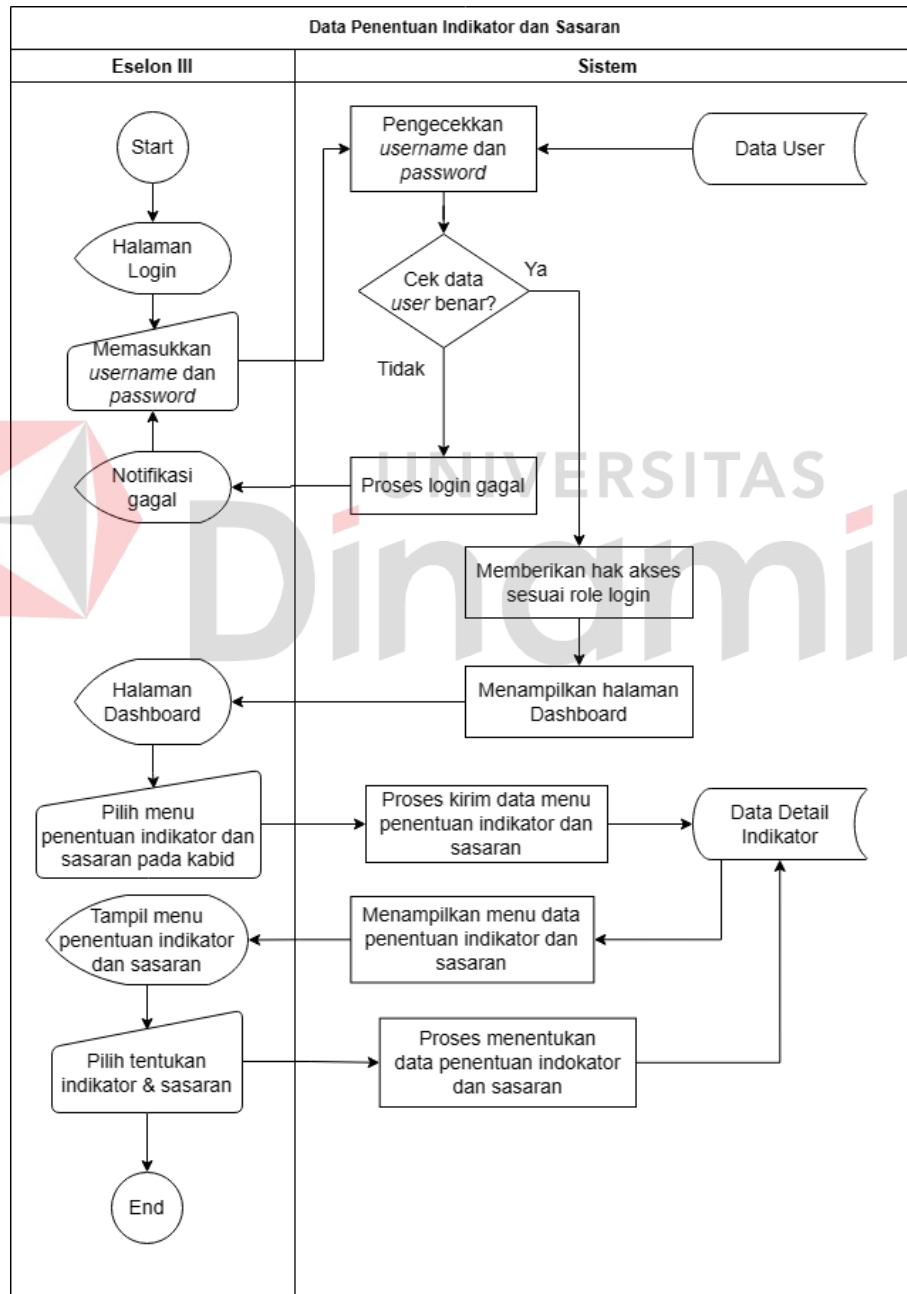 Data Penentuan Indikator dan Sasaran
Eselon III
Sistem
Start
Pengecekkan
username dan
password
Data User
Halaman
Login
Cek data
user benar?
Ya
Tidak
Memasukkan
username dan
password
Notifikasi
gagal
Proses login gagal
UNIVERSITAS
Dinamik
Memberikan hak akses
sesuai role login
Halaman
Dashboard
Menampilkan halaman
Dashboard
Pilih menu
penentuan indikator dan
sasaran pada kabid
Proses kirim data menu
penentuan indikator dan
sasaran
Data Detail
Indikator
Tampil menu
penentuan indikator
dan sasaran
Menampilkan menu data
penentuan indikator dan
sasaran
Pilih tentukan
indikator & sasaran
Proses menentukan
data penentuan indokator
dan sasaran
End